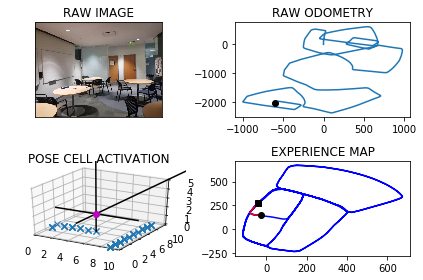 RAW IMAGE
RAW ODOMETRY
0
−1000
−2000
−1000 −500 0 500 1000
POSE CELL ACTIVATION
5
4
3
2
1
0
0 2 4 6 8 10
0 2 4 6 8 10
EXPERIENCE MAP
500
250
0
−250
0 200 400 600